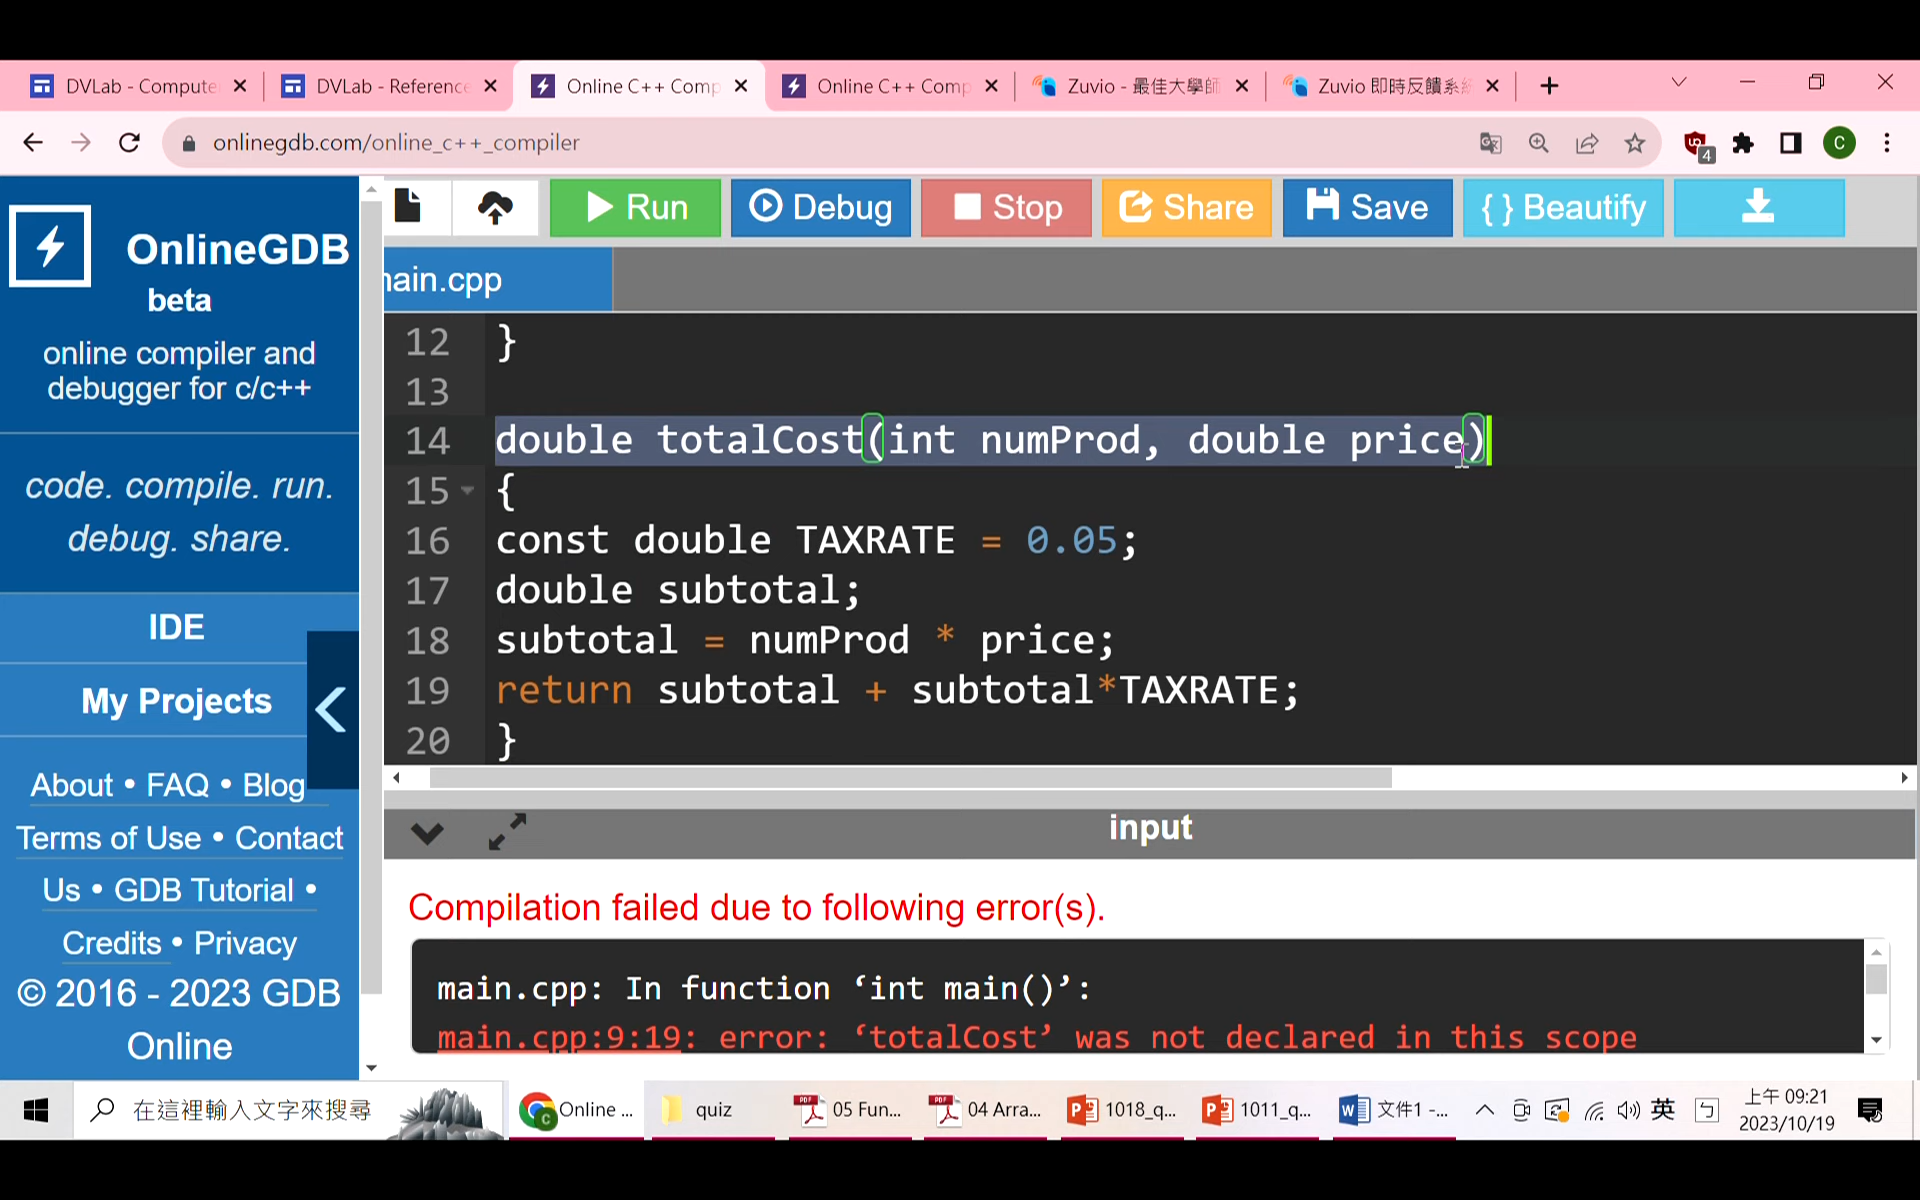 DVLab - Compute
DVLab - Reference
Online C++ Comp
Online C++ Comp
Zuvio - 最佳大學師
Zuvio 即時反饋系統
onlinegdb.com/online_c++_compiler
4
C
OnlineGDB
beta
online compiler and
debugger for c/c++
code. compile. run.
debug. share.
IDE
My Projects
About • FAQ • Blog
Terms of Use • Contact
Us • GDB Tutorial •
Credits • Privacy
© 2016 - 2023 GDB
Online
Run
Debug
Stop
Share
Save
{ } Beautify
main.cpp
12 }
13
14 double totalCost(int numProd, double price)
15 {
16 const double TAXRATE = 0.05;
17 double subtotal;
18 subtotal = numProd * price;
19 return subtotal + subtotal*TAXRATE;
20 }
input
Compilation failed due to following error(s).
main.cpp: In function ‘int main()’:
main.cpp:9:19: error: ‘totalCost’ was not declared in this scope
在這裡輸入文字來搜尋
Online ...
quiz
05 Fun...
04 Arra...
1018_q...
1011_q...
文件1 -...
英
上午 09:21
2023/10/19